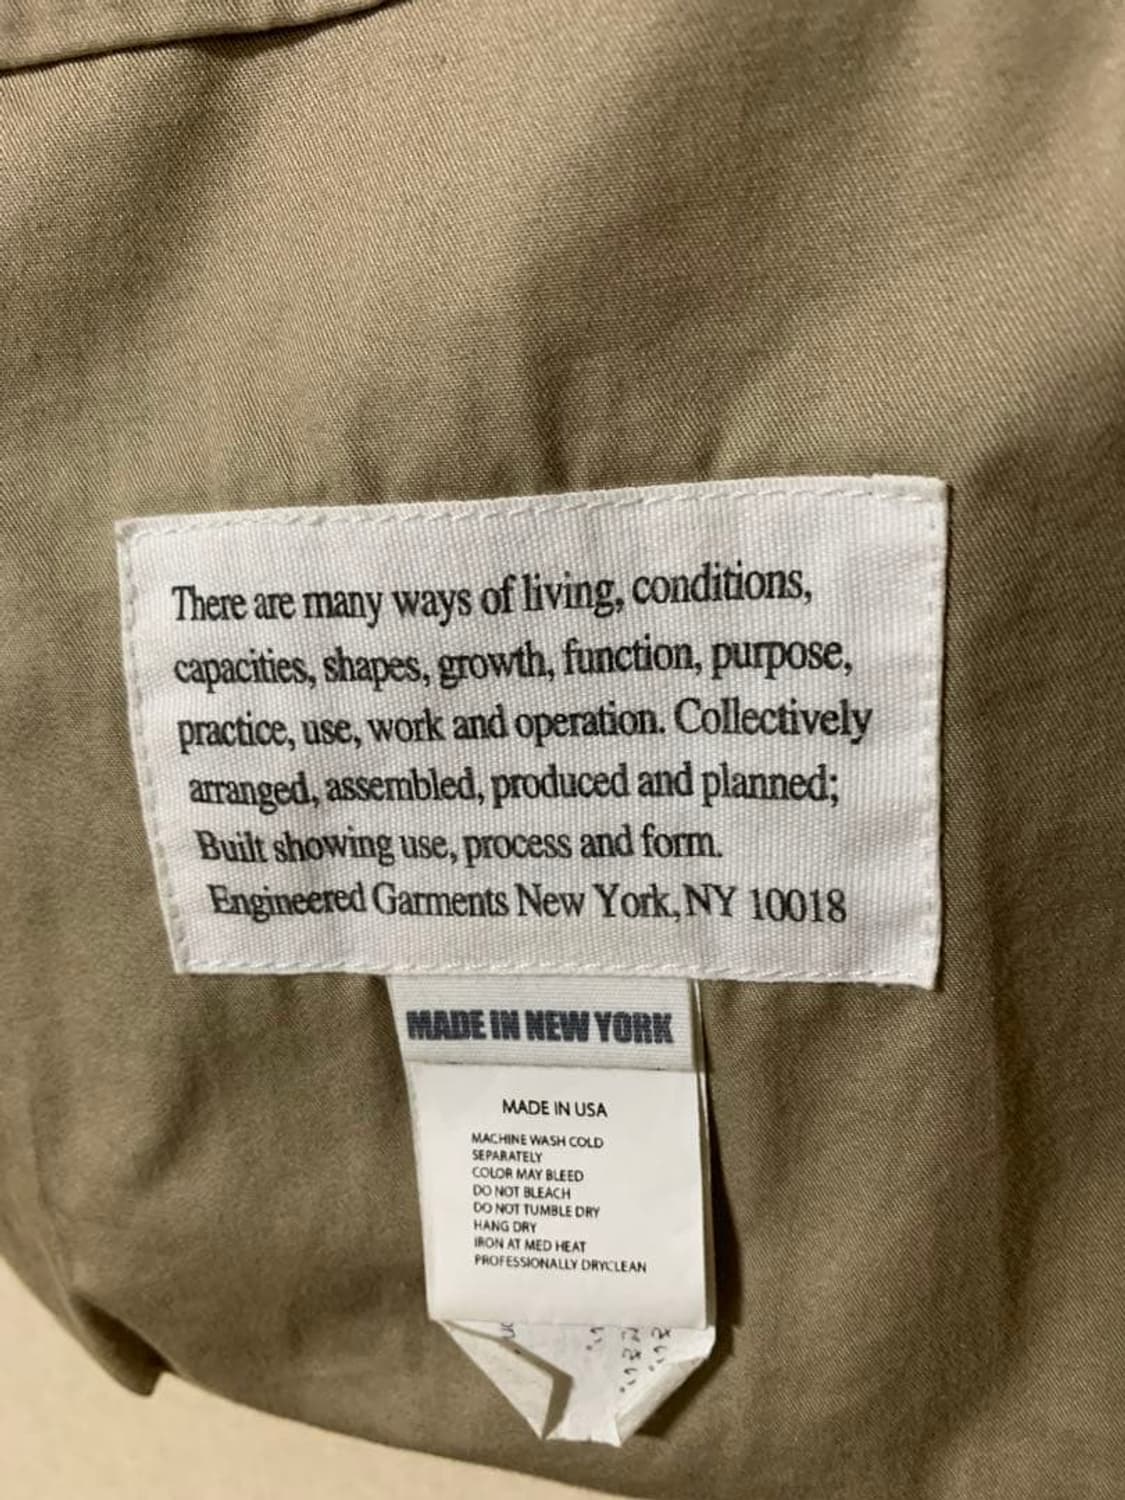 There are many ways of living, conditions,
capacities, shapes, growth, function, purpose,
practice, use, work and operation. Collectively
arranged, assembled, produced and planned;
Built showing use, process and form.
Engineered Garments New York, NY 10018
MADE IN NEW YORK
MADE IN USA
MACHINE WASH COLD
SEPARATELY
COLOR MAY BLEED
DO NOT BLEACH
DO NOT TUMBLE DRY
HANG DRY
IRON AT MED HEAT
PROFESSIONALLY DRYCLEAN